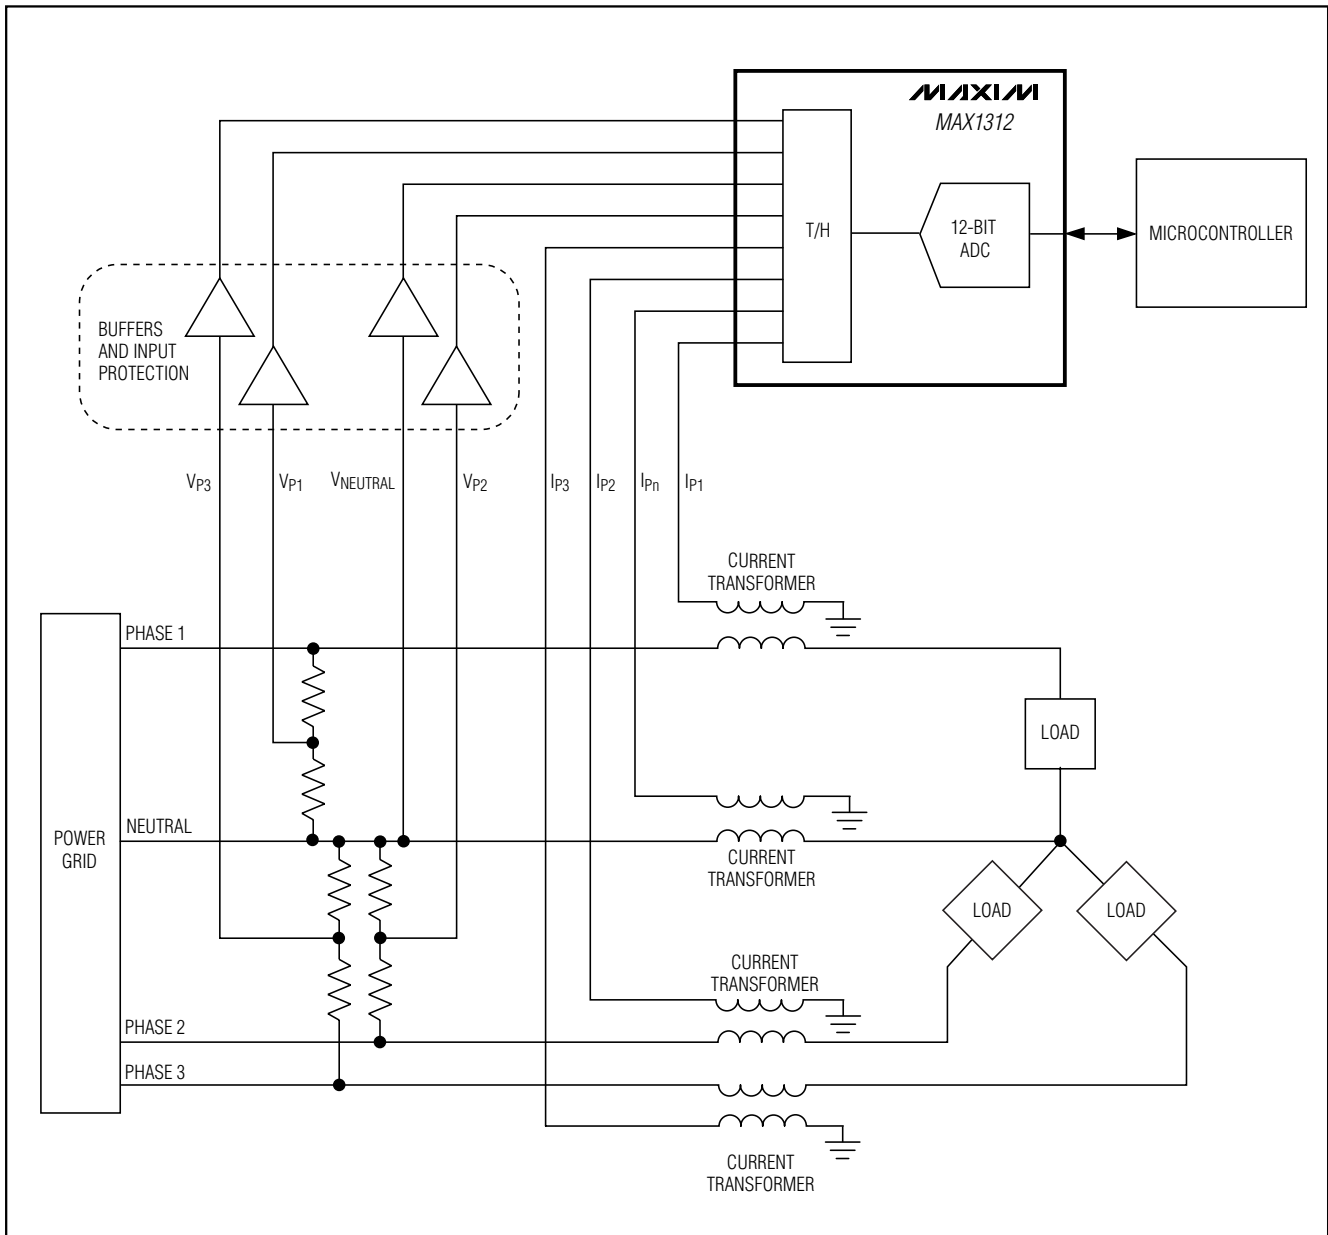 MAXIM
MAX1312
T/H
12-BIT
ADC
MICROCONTROLLER
BUFFERS
AND INPUT
PROTECTION
VP3
VP1
VNEUTRAL
VP2
IP3
IP2
IPn
IP1
CURRENT
TRANSFORMER
PHASE 1
LOAD
NEUTRAL
POWER
GRID
CURRENT
TRANSFORMER
LOAD
LOAD
CURRENT
TRANSFORMER
PHASE 2
PHASE 3
CURRENT
TRANSFORMER